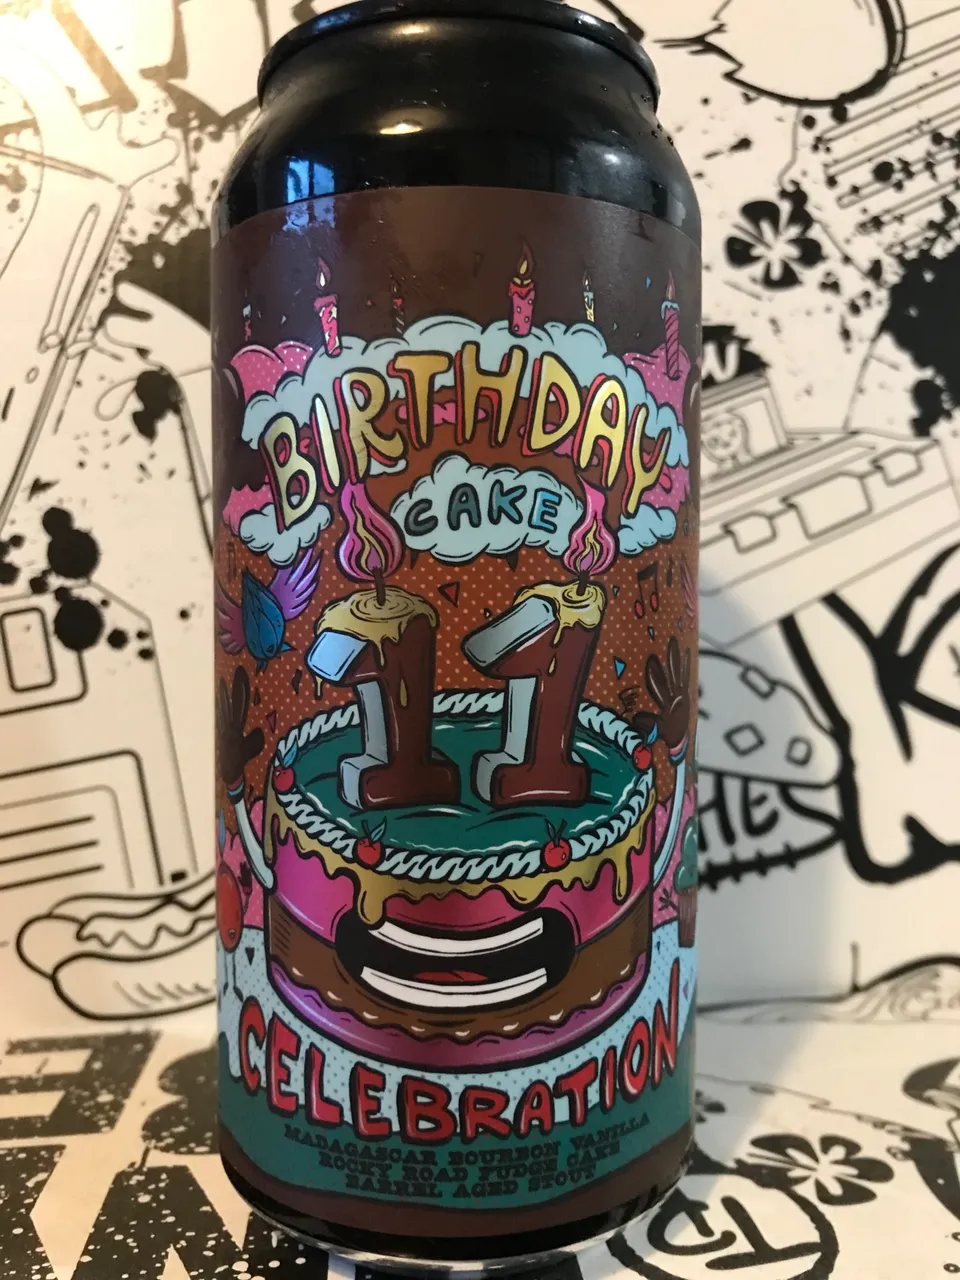 BIRTHDAY
CAKE
11
CELEBRATION
MADAGASCAR BOURBON VANILLA
ROCKY ROAD FUDGE CAKE
BARREL AGED STOUT